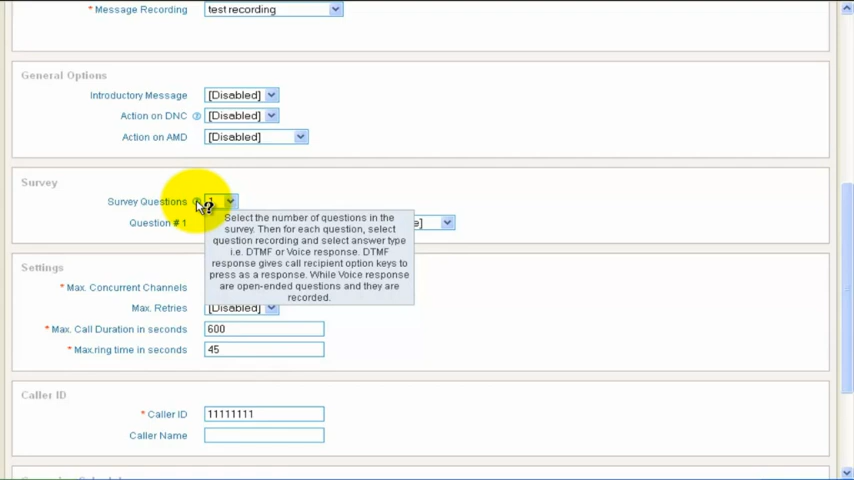 * Message Recording test recording
General Options
Introductory Message [Disabled]
Action on DNC [Disabled]
Action on AMD [Disabled]
Survey
Survey Questions
Question # 1
Select the number of questions in the
survey. Then for each question, select
question recording and select answer type
i.e. DTMF or Voice response. DTMF
response gives call recipient option keys to
press as a response. While Voice response
are open-ended questions and they are
recorded.
Settings
* Max. Concurrent Channels
Max. Retries [Disabled]
* Max. Call Duration in seconds 600
* Max.ring time in seconds 45
Caller ID
* Caller ID 11111111
Caller Name